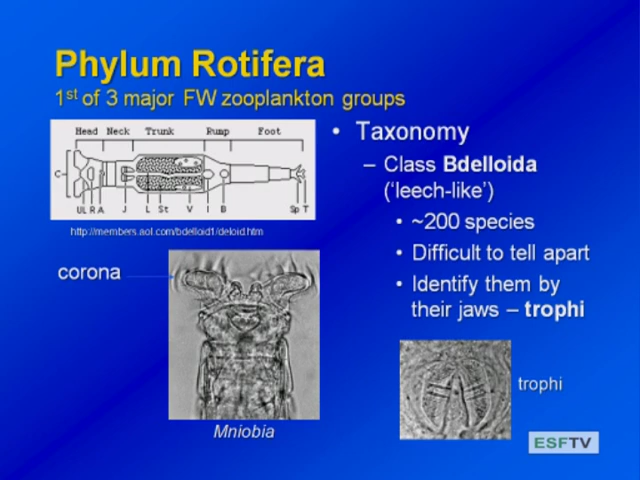 Phylum Rotifera
1st of 3 major FW zooplankton groups
Head Neck Trunk Rump Foot
C
UL R A J L St V I B Sp T
http://members.aol.com/bdelloid1/deloid.htm
corona
Mniobia
• Taxonomy
– Class Bdelloida
('leech-like')
• ~200 species
• Difficult to tell apart
• Identify them by
their jaws – trophi
trophi
ESFTV